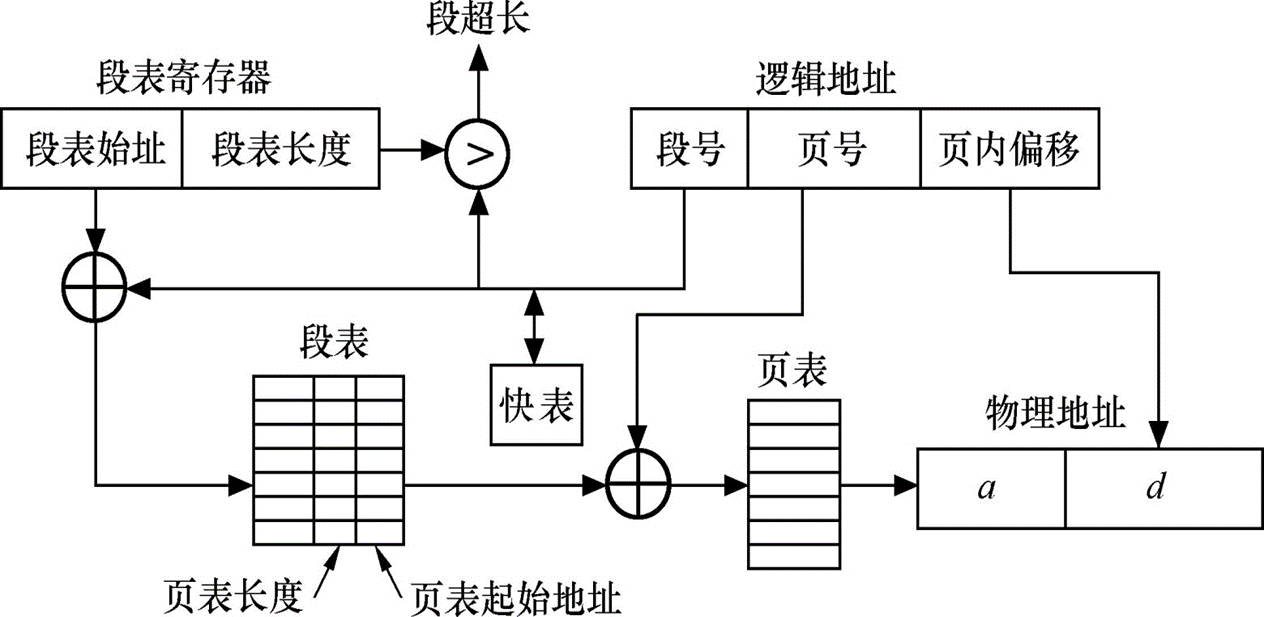 段超长
段表寄存器
逻辑地址
段表始址 段表长度
>
段号 页号 页内偏移
段表
快表
页表
物理地址
a d
页表长度
页表起始地址